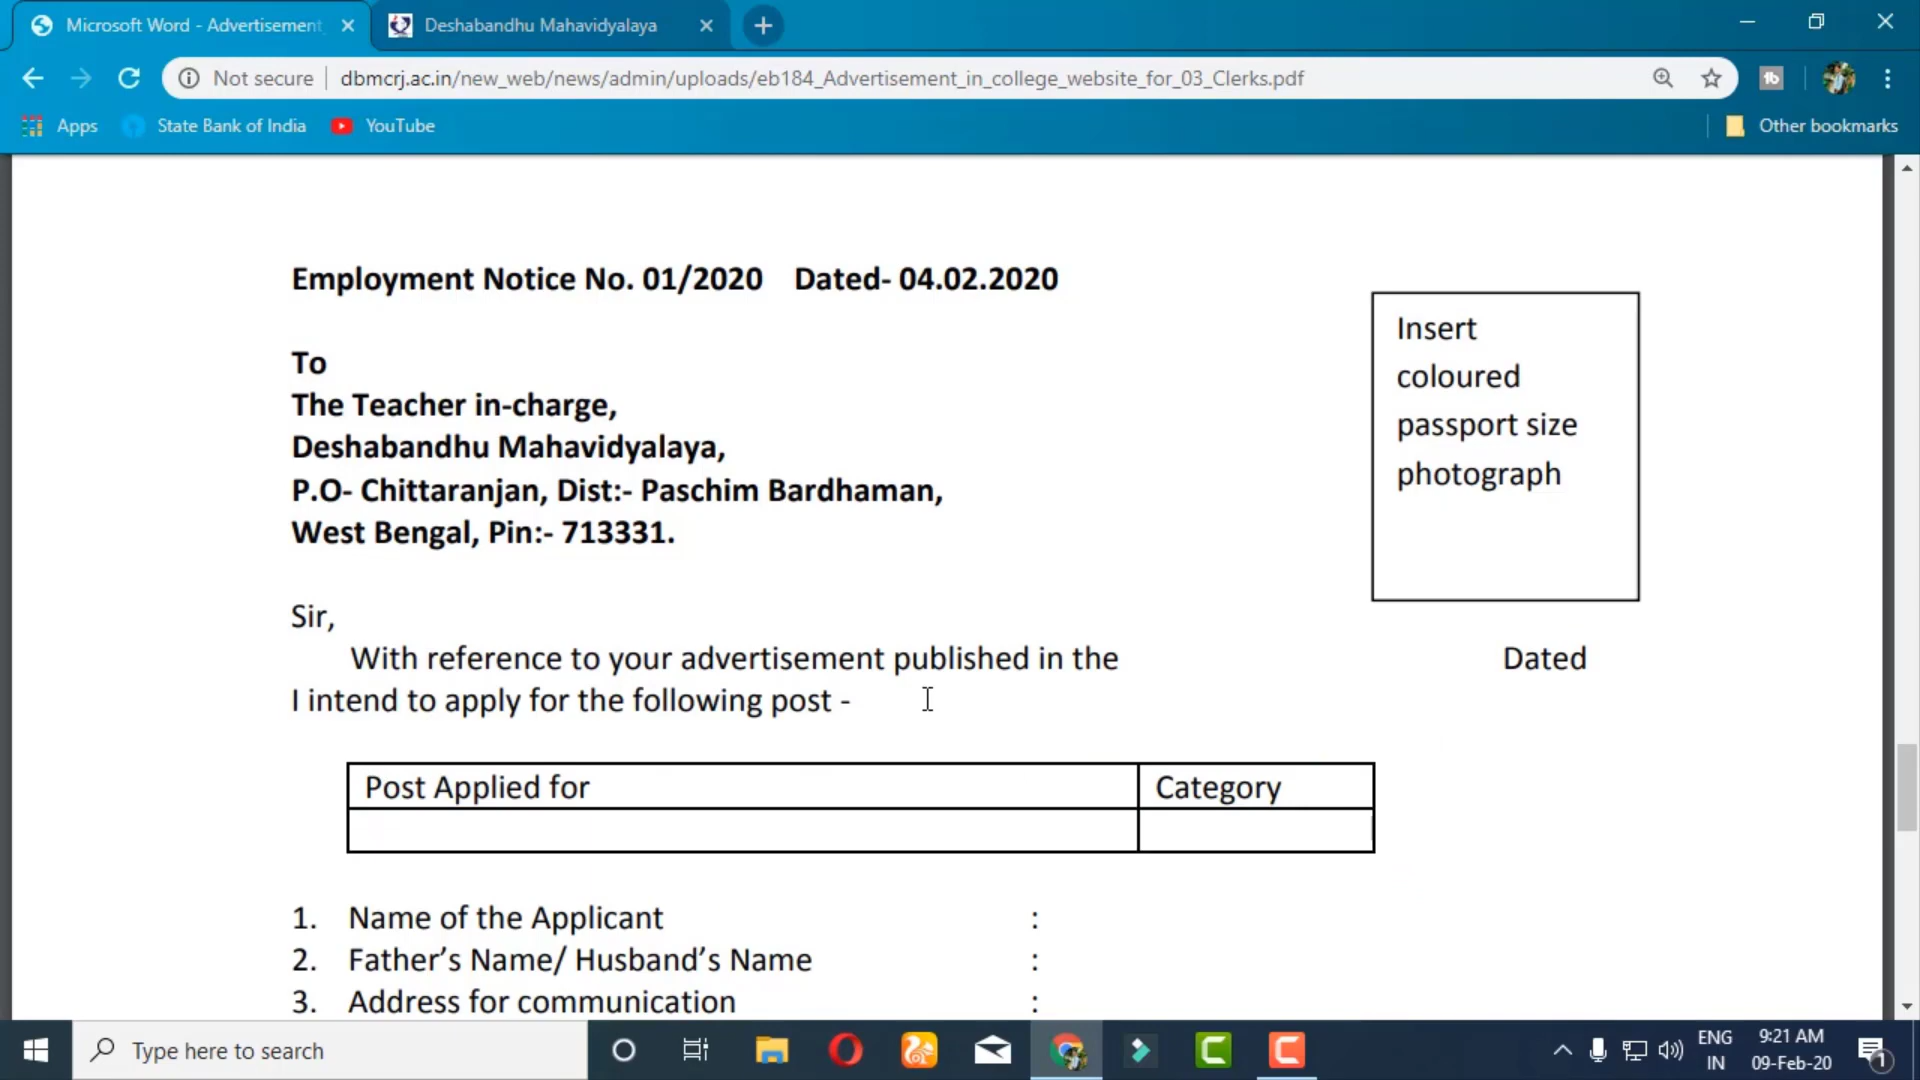 Microsoft Word - Advertisement
Deshabandhu Mahavidyalaya
Not secure
dbmcrj.ac.in/new_web/news/admin/uploads/eb184_Advertisement_in_college_website_for_03_Clerks.pdf
Apps
State Bank of India
YouTube
Other bookmarks
Employment Notice No. 01/2020 Dated- 04.02.2020
Insert
coloured
passport size
photograph
To
The Teacher in-charge,
Deshabandhu Mahavidyalaya,
P.O- Chittaranjan, Dist:- Paschim Bardhaman,
West Bengal, Pin:- 713331.
Sir,
With reference to your advertisement published in the Dated
I intend to apply for the following post -
Post Applied for Category
1. Name of the Applicant :
2. Father’s Name/ Husband’s Name :
3. Address for communication :
Type here to search
ENG
IN
9:21 AM
09-Feb-20
1